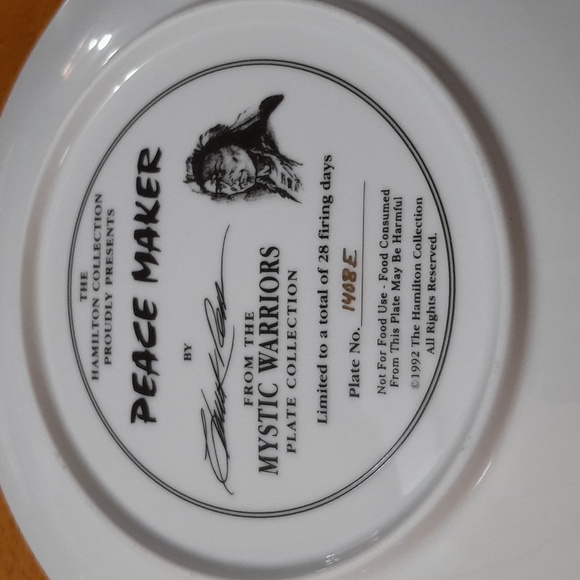 THE
HAMILTON COLLECTION
PROUDLY PRESENTS
PEACE MAKER
BY
FROM THE
MYSTIC WARRIORS
PLATE COLLECTION
Limited to a total of 28 firing days
Plate No. 1408E
Not For Food Use - Food Consumed
From This Plate May Be Harmful
©1992 The Hamilton Collection
All Rights Reserved.